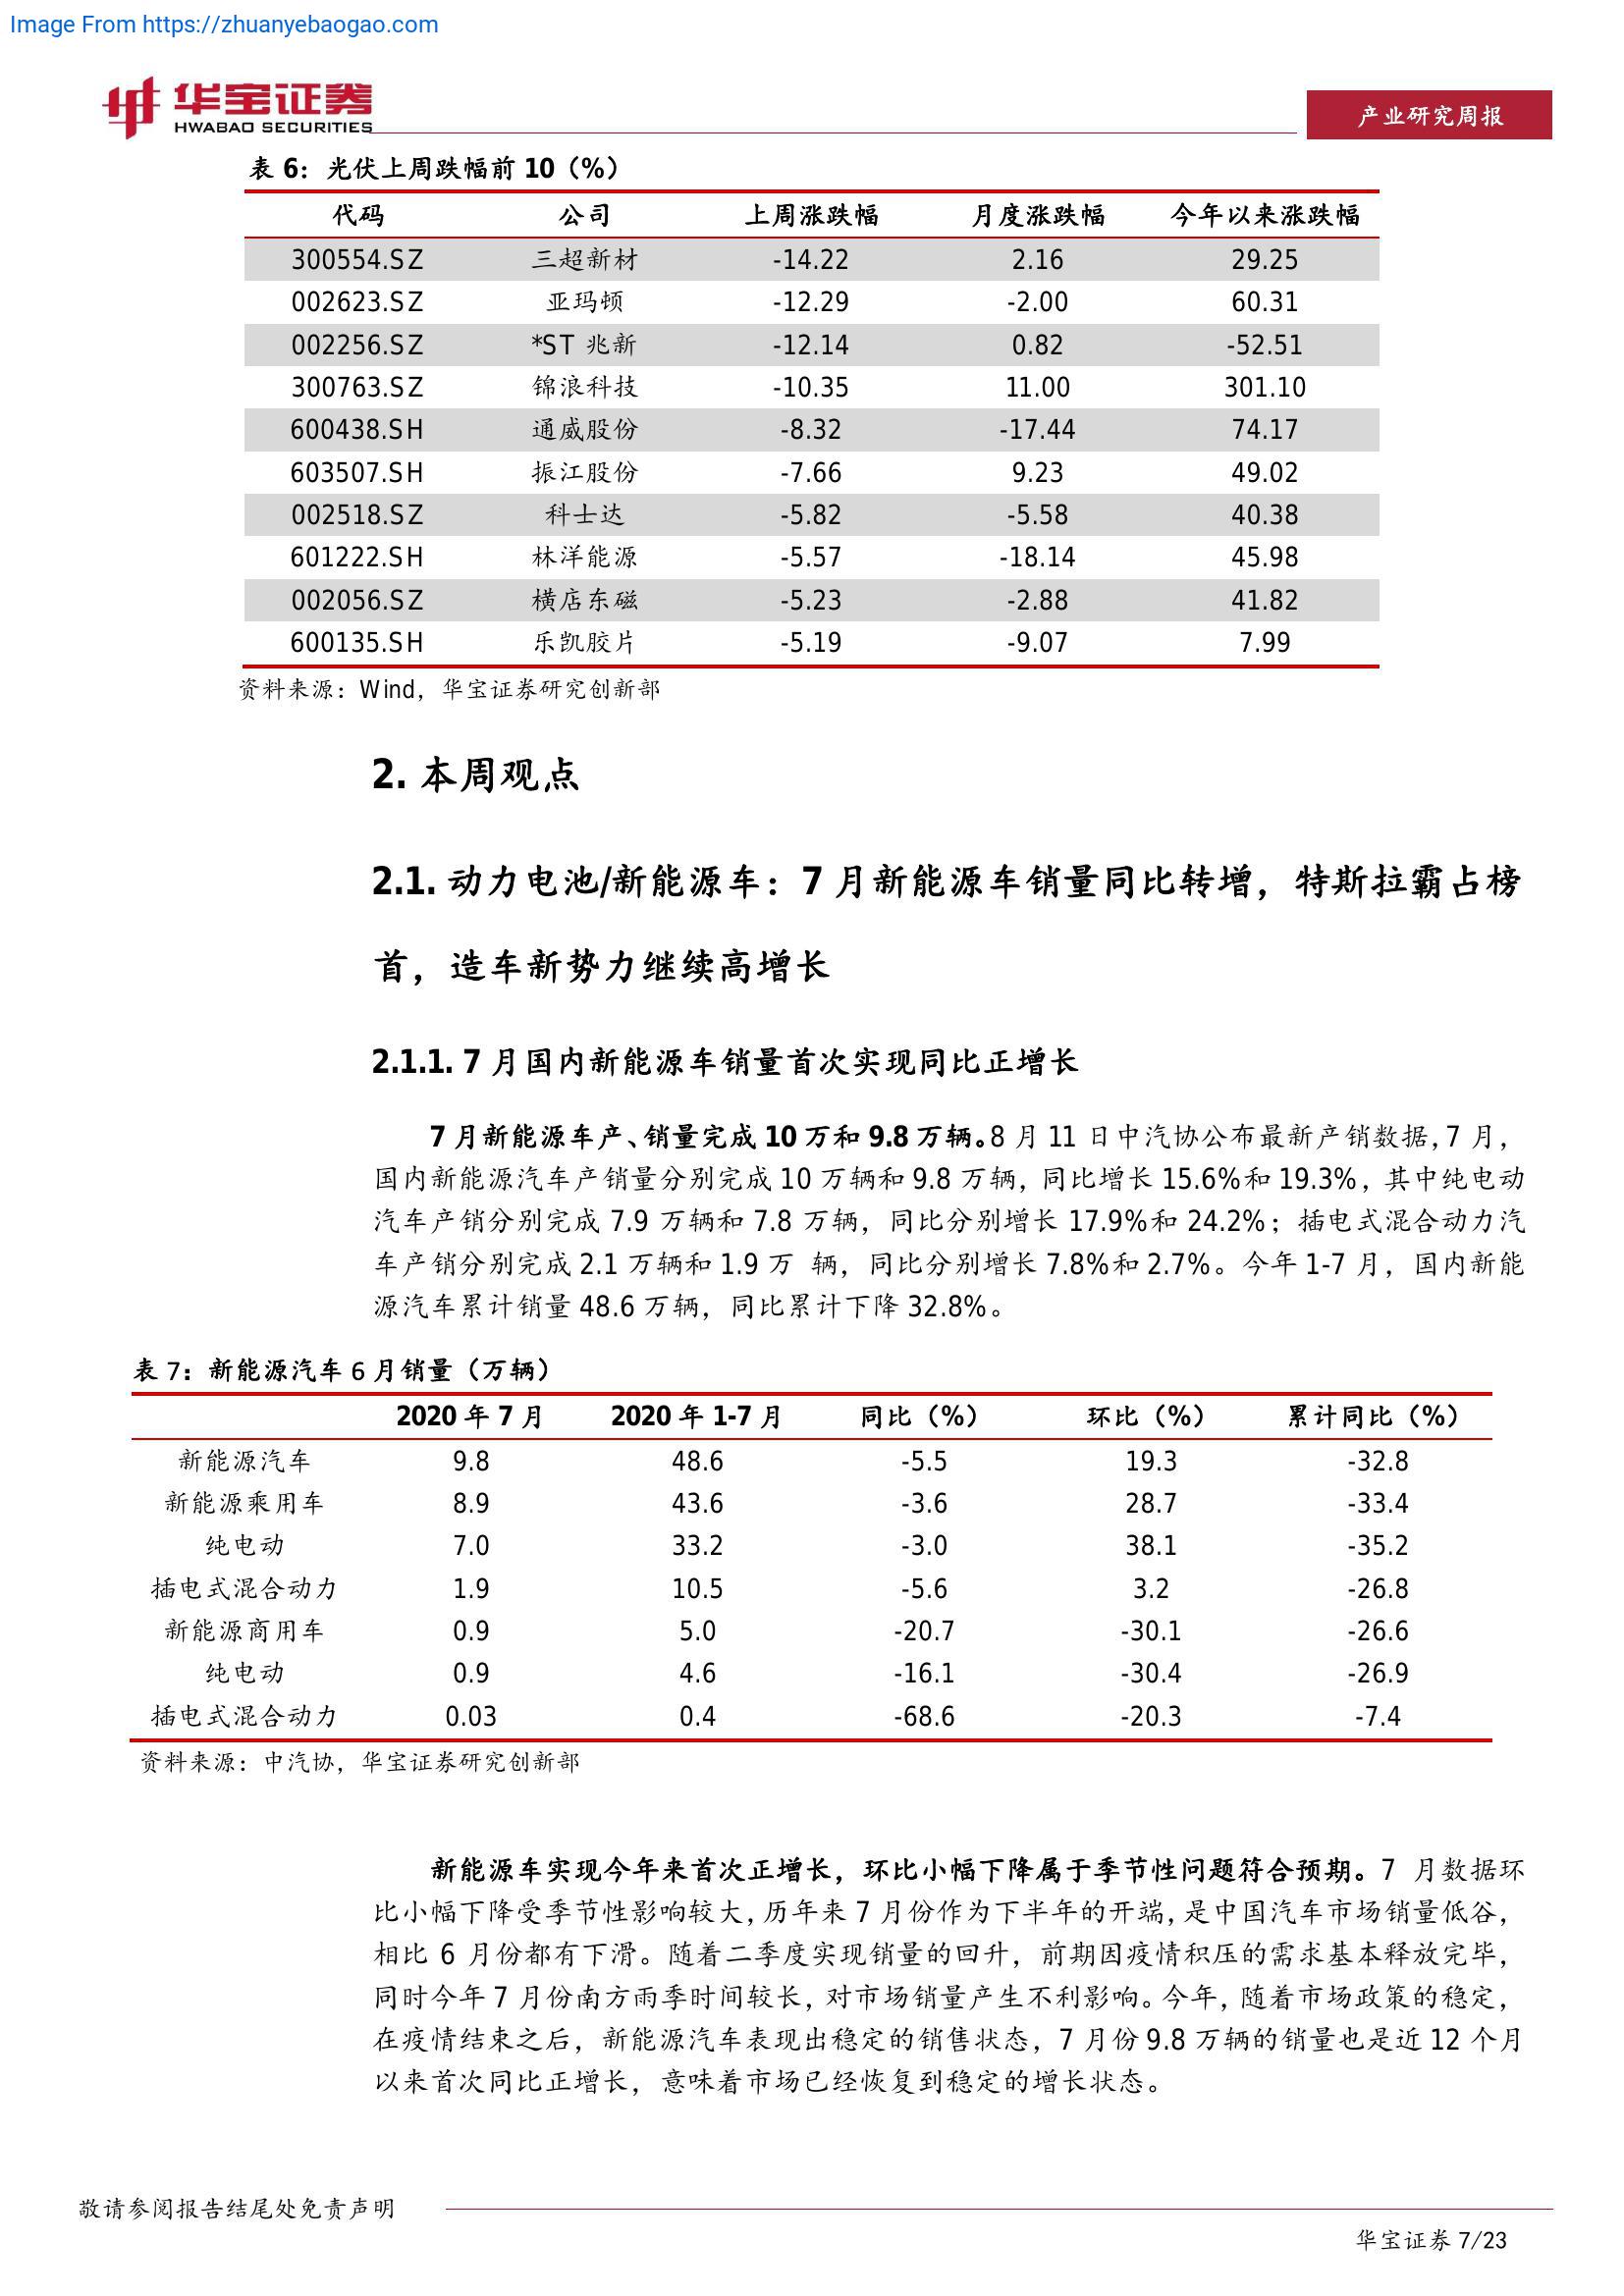 Image From https://zhuanyebaogao.com
华宝证券
HWABAO SECURITIES
产业研究周报
表 6：光伏上周跌幅前 10（%）
代码 公司 上周涨跌幅 月度涨跌幅 今年以来涨跌幅
300554.SZ 三超新材 -14.22 2.16 29.25
002623.SZ 亚玛顿 -12.29 -2.00 60.31
002256.SZ *ST 兆新 -12.14 0.82 -52.51
300763.SZ 锦浪科技 -10.35 11.00 301.10
600438.SH 通威股份 -8.32 -17.44 74.17
603507.SH 振江股份 -7.66 9.23 49.02
002518.SZ 科士达 -5.82 -5.58 40.38
601222.SH 林洋能源 -5.57 -18.14 45.98
002056.SZ 横店东磁 -5.23 -2.88 41.82
600135.SH 乐凯胶片 -5.19 -9.07 7.99
资料来源：Wind，华宝证券研究创新部
2. 本周观点
2.1. 动力电池/新能源车：7 月新能源车销量同比转增，特斯拉霸占榜
首，造车新势力继续高增长
2.1.1. 7 月国内新能源车销量首次实现同比正增长
7 月新能源车产、销量完成 10 万和 9.8 万辆。8 月 11 日中汽协公布最新产销数据，7 月，
国内新能源汽车产销量分别完成 10 万辆和 9.8 万辆，同比增长 15.6%和 19.3%，其中纯电动
汽车产销分别完成 7.9 万辆和 7.8 万辆，同比分别增长 17.9%和 24.2%；插电式混合动力汽
车产销分别完成 2.1 万辆和 1.9 万 辆，同比分别增长 7.8%和 2.7%。今年 1-7 月，国内新能
源汽车累计销量 48.6 万辆，同比累计下降 32.8%。
表 7：新能源汽车 6 月销量（万辆）
2020 年 7 月 2020 年 1-7 月 同比（%） 环比（%） 累计同比（%）
新能源汽车 9.8 48.6 -5.5 19.3 -32.8
新能源乘用车 8.9 43.6 -3.6 28.7 -33.4
纯电动 7.0 33.2 -3.0 38.1 -35.2
插电式混合动力 1.9 10.5 -5.6 3.2 -26.8
新能源商用车 0.9 5.0 -20.7 -30.1 -26.6
纯电动 0.9 4.6 -16.1 -30.4 -26.9
插电式混合动力 0.03 0.4 -68.6 -20.3 -7.4
资料来源：中汽协，华宝证券研究创新部
新能源车实现今年来首次正增长，环比小幅下降属于季节性问题符合预期。7 月数据环
比小幅下降受季节性影响较大，历年来 7 月份作为下半年的开端，是中国汽车市场销量低谷，
相比 6 月份都有下滑。随着二季度实现销量的回升，前期因疫情积压的需求基本释放完毕，
同时今年 7 月份南方雨季时间较长，对市场销量产生不利影响。今年，随着市场政策的稳定，
在疫情结束之后，新能源汽车表现出稳定的销售状态，7 月份 9.8 万辆的销量也是近 12 个月
以来首次同比正增长，意味着市场已经恢复到稳定的增长状态。
敬请参阅报告结尾处免责声明
华宝证券 7/23